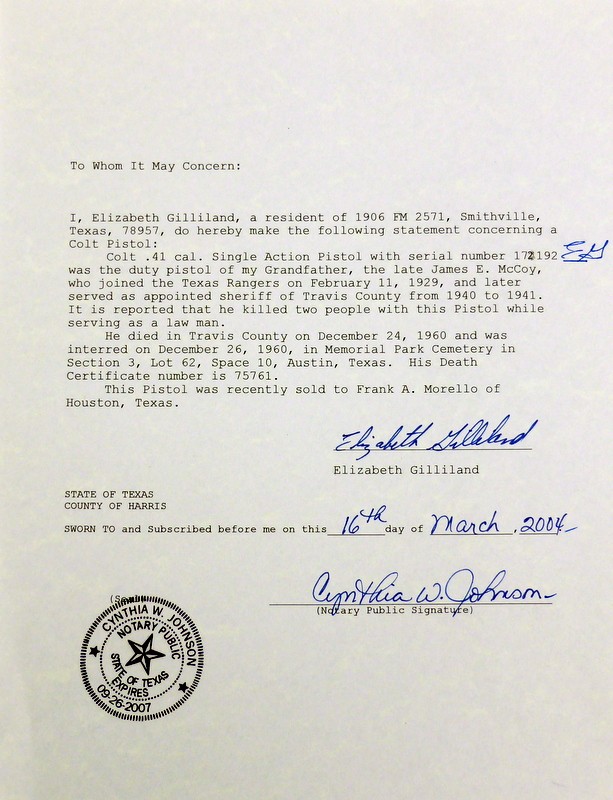 To Whom It May Concern:
I, Elizabeth Gilliland, a resident of 1906 FM 2571, Smithville,
Texas, 78957, do hereby make the following statement concerning a
Colt Pistol:
Colt .41 cal. Single Action Pistol with serial number 172192 EG
was the duty pistol of my Grandfather, the late James E. McCoy,
who joined the Texas Rangers on February 11, 1929, and later
served as appointed sheriff of Travis County from 1940 to 1941.
It is reported that he killed two people with this Pistol while
serving as a law man.
He died in Travis County on December 24, 1960 and was
interred on December 26, 1960, in Memorial Park Cemetery in
Section 3, Lot 62, Space 10, Austin, Texas. His Death
Certificate number is 75761.
This Pistol was recently sold to Frank A. Morello of
Houston, Texas.
Elizabeth Gilliland
Elizabeth Gilliland
STATE OF TEXAS
COUNTY OF HARRIS
SWORN TO and Subscribed before me on this 16th day of March, 2004
Cynthia W. Johnson
(Notary Public Signature)
(Seal)
CYNTHIA W. JOHNSON
NOTARY PUBLIC
STATE OF TEXAS
EXPIRES
09-26-2007